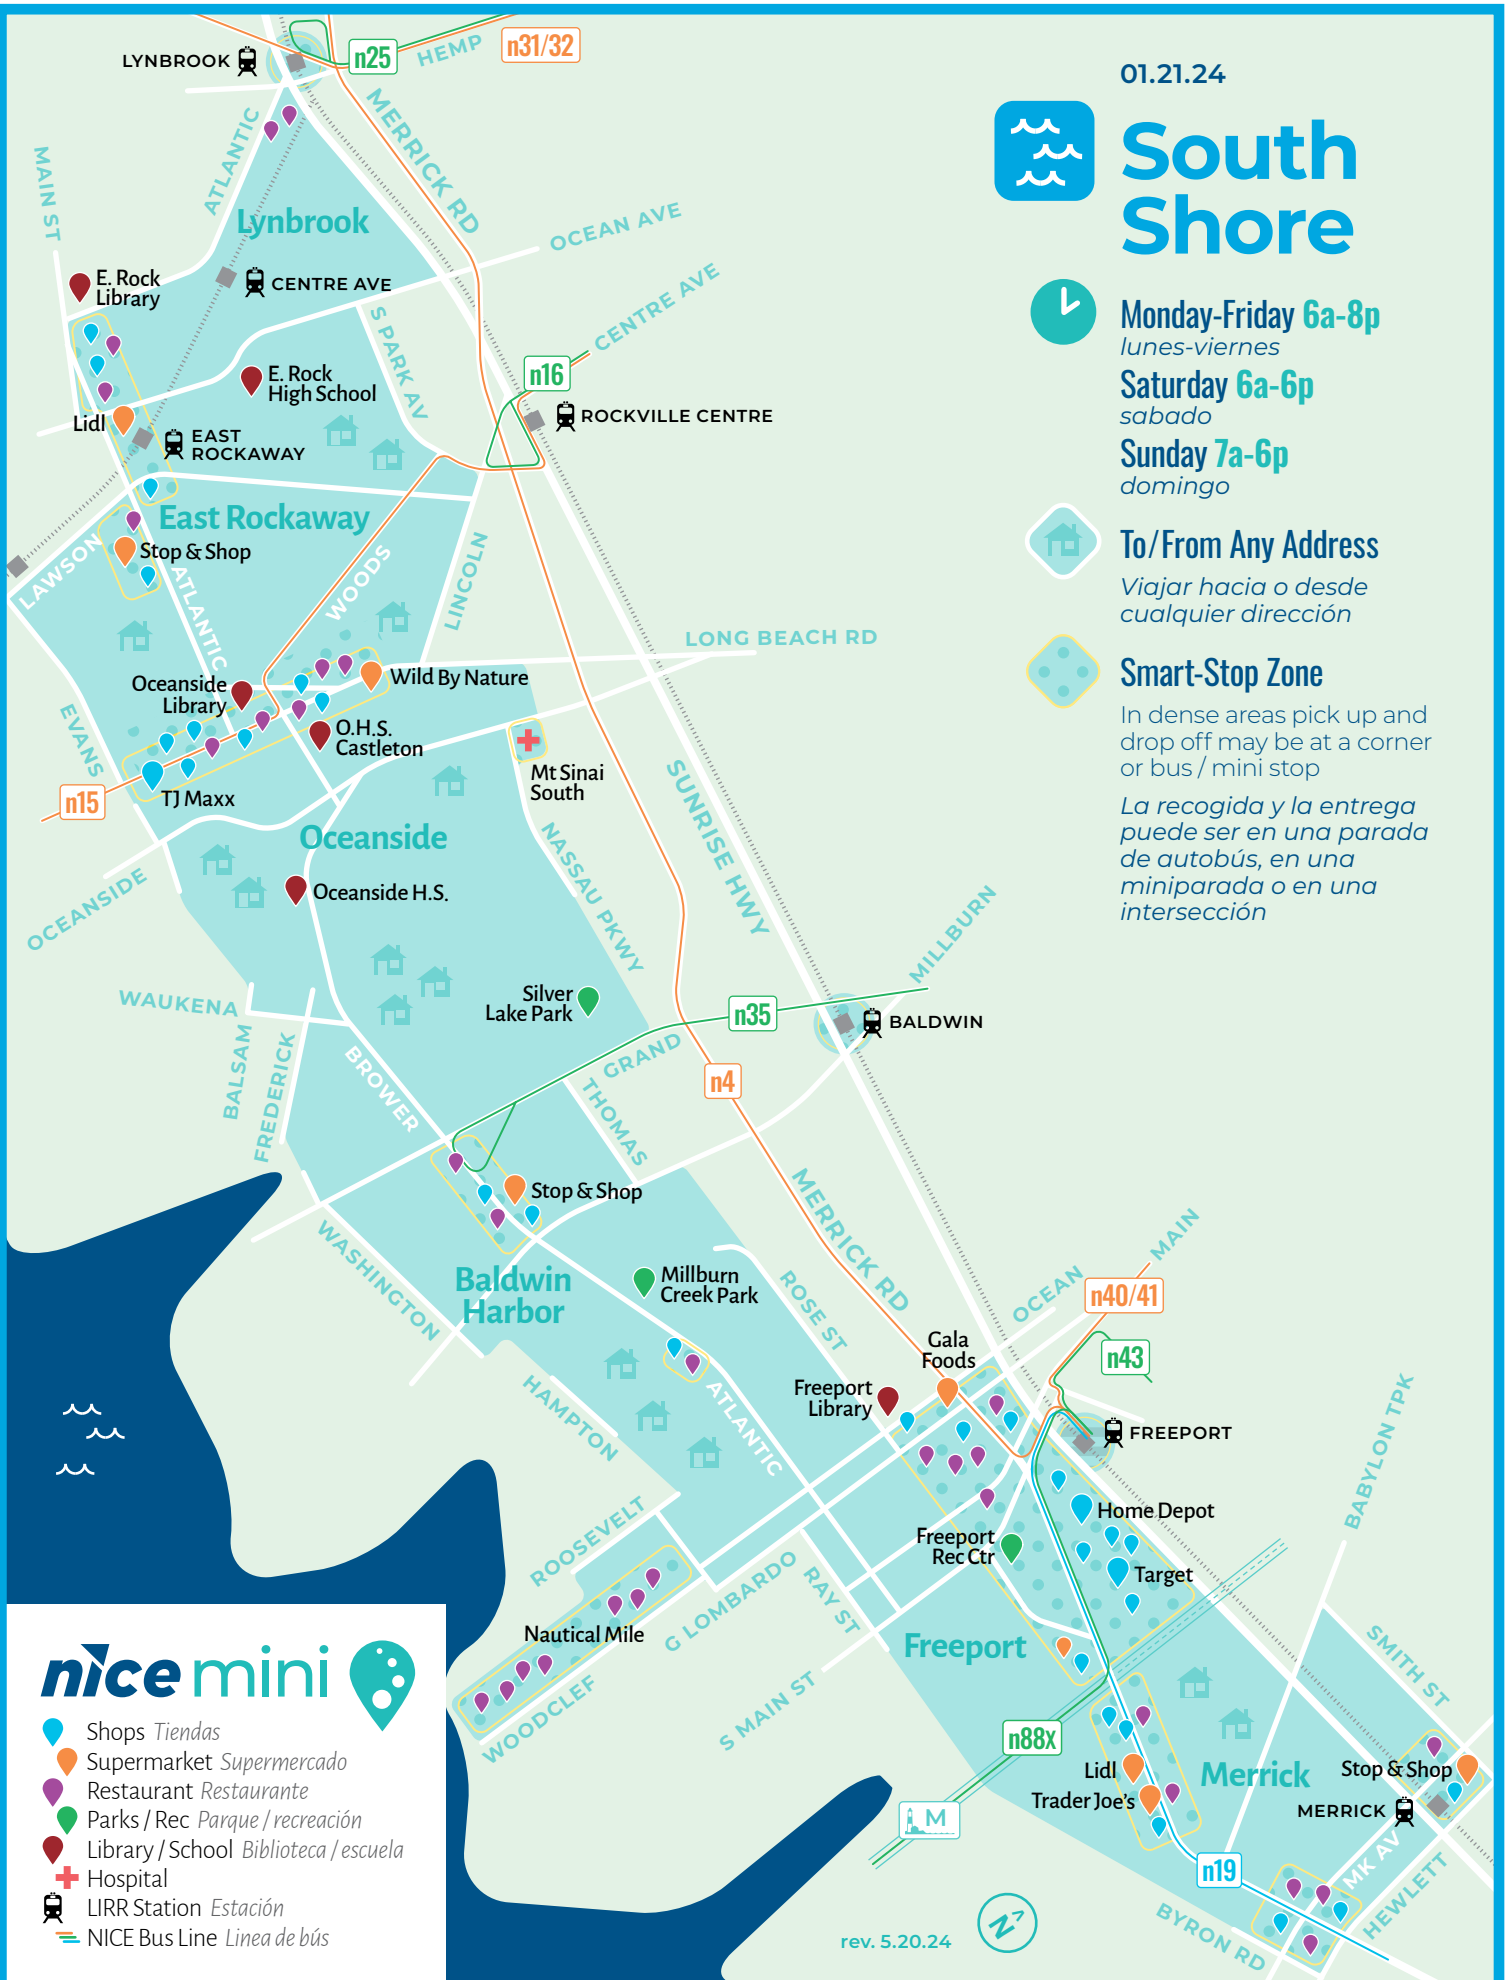 LYNBROOK
n25
HEMP
n31/32
01.21.24
South
Shore
Monday-Friday 6a-8p
lunes-viernes
Saturday 6a-6p
sabado
Sunday 7a-6p
domingo
To/From Any Address
Viajar hacia o desde
cualquier dirección
Smart-Stop Zone
In dense areas pick up and
drop off may be at a corner
or bus / mini stop
La recogida y la entrega
puede ser en una parada
de autobús, en una
miniparada o en una
intersección
MERRICK RD
ATLANTIC
MAIN ST
Lynbrook
OCEAN AVE
E. Rock
Library
CENTRE AVE
CENTRE AVE
S PARK AV
n16
E. Rock
High School
Lidl
EAST
ROCKAWAY
ROCKVILLE CENTRE
East Rockaway
Stop & Shop
LAWSON
ATLANTIC
WOODS
LINCOLN
LONG BEACH RD
Oceanside
Library
Wild By Nature
O.H.S.
Castleton
EVANS
Mt Sinai
South
n15
TJ Maxx
SUNRISE HWY
Oceanside
NASSAU PKWY
OCEANSIDE
Oceanside H.S.
MILLBURN
WAUKENA
Silver
Lake Park
n35
BALDWIN
BALSAM
FREDERICK
BROWER
GRAND
n4
THOMAS
Stop & Shop
MERRICK RD
WASHINGTON
Baldwin
Harbor
Millburn
Creek Park
ROSE ST
MAIN
OCEAN
n40/41
n43
Gala
Foods
Freeport
Library
HAMPTON
ATLANTIC
FREEPORT
BABYLON TPK
Home Depot
ROOSEVELT
Freeport
Rec Ctr
Target
G LOMBARDO
RAY ST
Nautical Mile
Freeport
SMITH ST
WOODCLEF
S MAIN ST
n88x
Lidl
Trader Joe's
Merrick
Stop & Shop
MERRICK
M
n19
MK AV
HEWLETT
BYRON RD
N
rev. 5.20.24
nice mini
Shops Tiendas
Supermarket Supermercado
Restaurant Restaurante
Parks / Rec Parque / recreación
Library / School Biblioteca / escuela
Hospital
LIRR Station Estación
NICE Bus Line Linea de bús